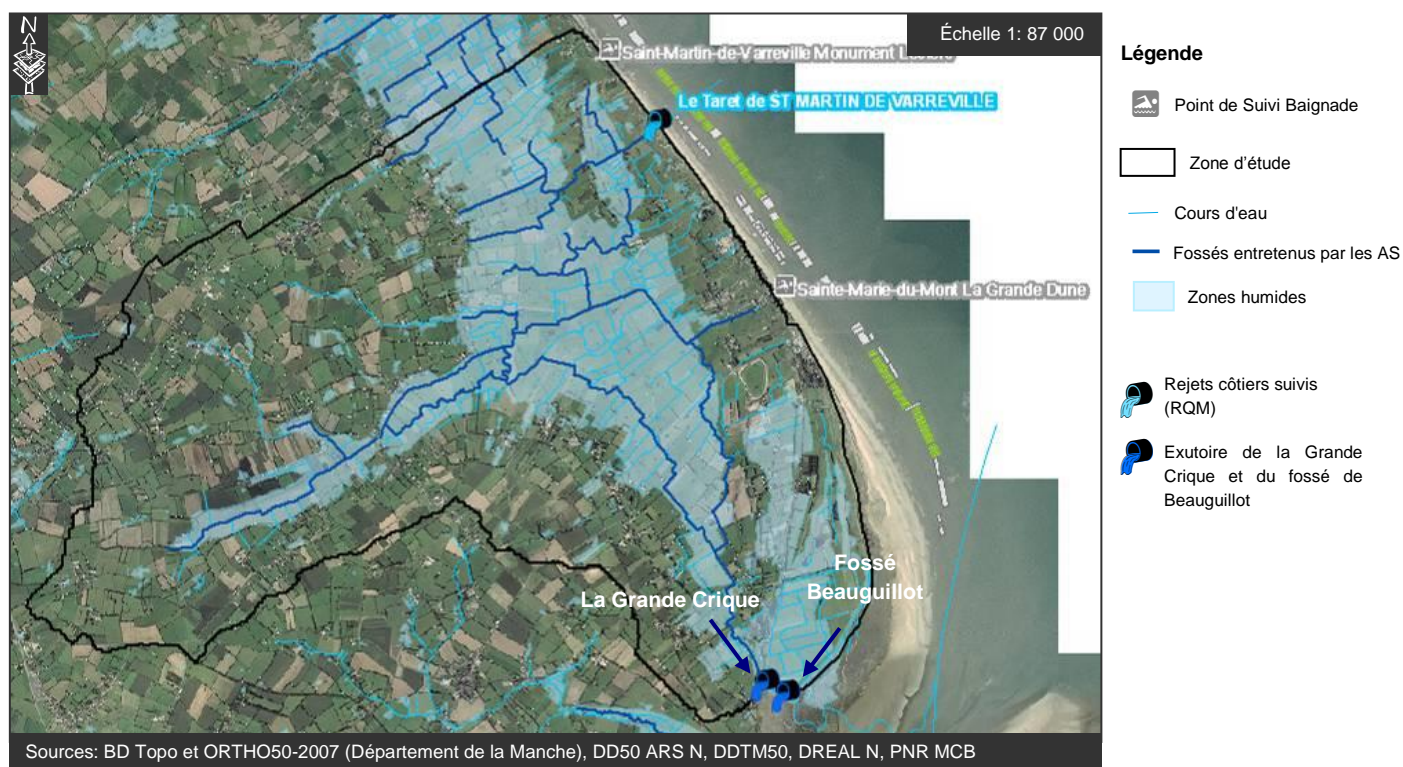 N
Échelle 1: 87 000
Saint-Martin-de-Varreville Monument Leclerc
Le Taret de ST MARTIN DE VARREVILLE
Sainte-Marie-du-Mont La Grande Dune
La Grande Crique
Fossé
Beauguillot
Sources: BD Topo et ORTHO50-2007 (Département de la Manche), DD50 ARS N, DDTM50, DREAL N, PNR MCB
Légende
Point de Suivi Baignade
Zone d’étude
Cours d'eau
Fossés entretenus par les AS
Zones humides
Rejets côtiers suivis
(RQM)
Exutoire de la Grande
Crique et du fossé de
Beauguillot